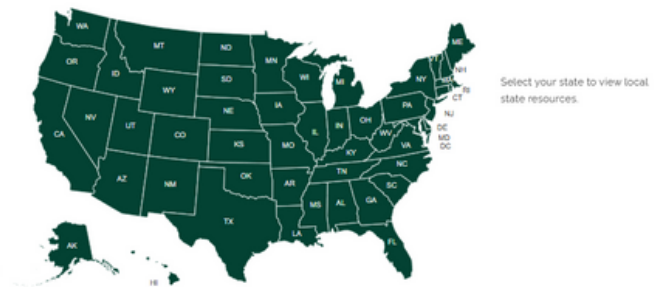 WA
MT
ND
MN
ME
OR
ID
SD
WI
MI
NY
NH
WY
RI
CT
IA
NE
PA
NJ
NV
UT
CO
IL
IN
OH
DE
MD
DC
WV
VA
CA
KS
MO
KY
NC
TN
AZ
NM
OK
AR
SC
MS
AL
GA
TX
LA
FL
AK
HI
Select your state to view local
state resources.